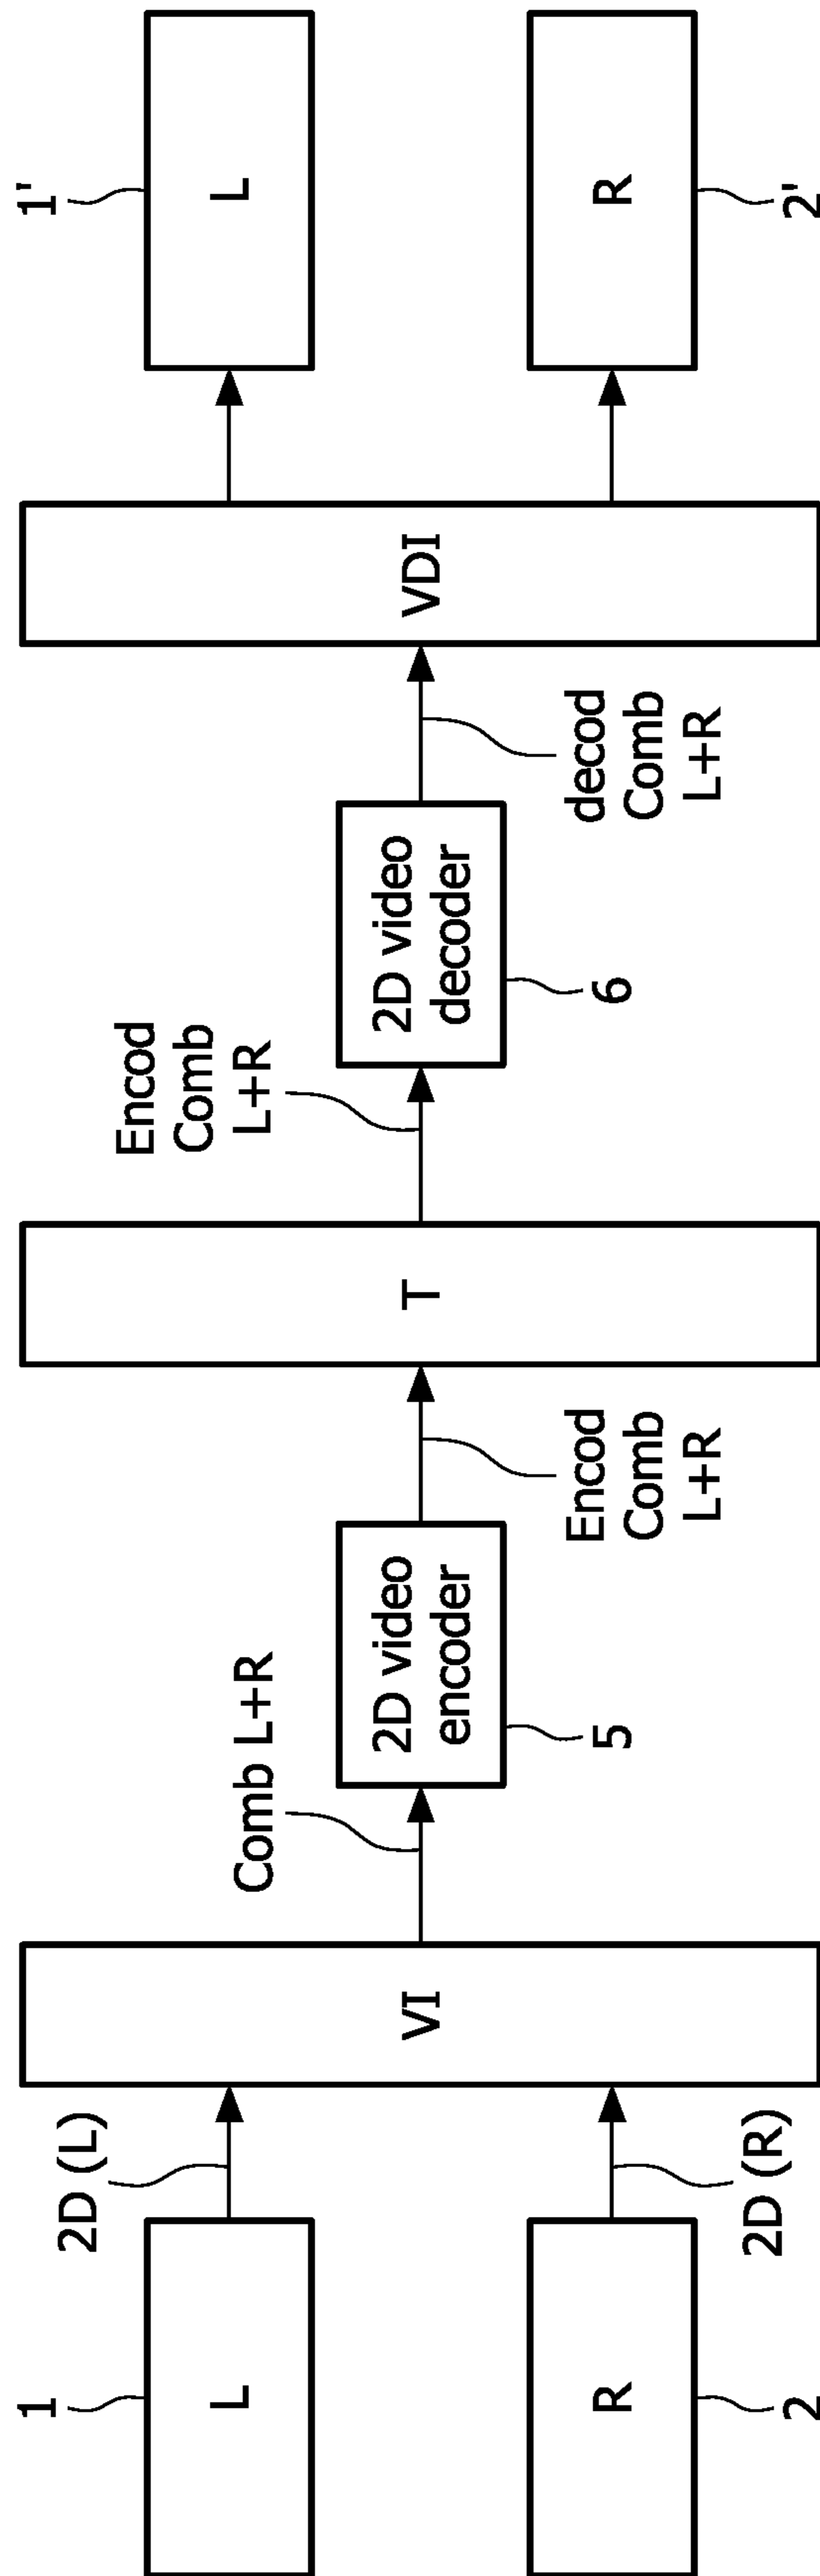 1
L
2D (L)
R
2
2D (R)
VI
Comb L+R
2D video
encoder
5
Encod
Comb
L+R
T
Encod
Comb
L+R
2D video
decoder
6
decod
Comb
L+R
VDI
1'
L
R
2'